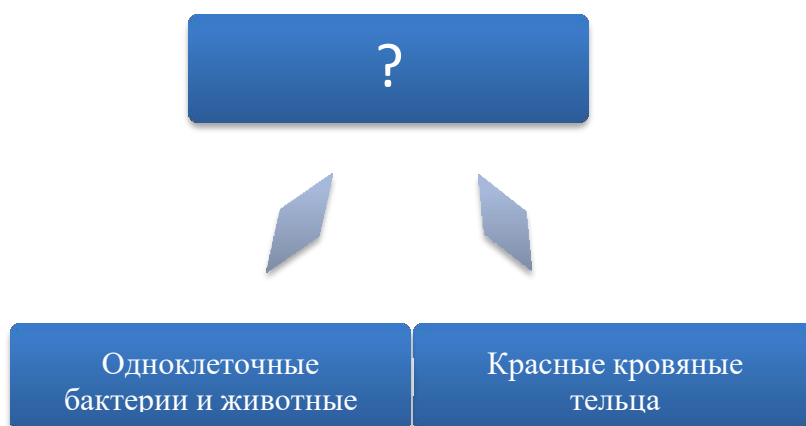 ?
Одноклеточные
бактерии и животные
Красные кровяные
тельца